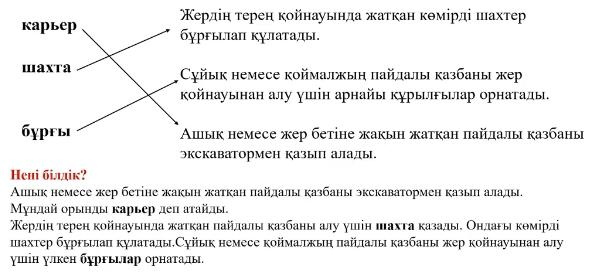 карьер
Жердің терең қойнауында жатқан көмірді шахтер
бұрғылап құлатады.
шахта
Сұйық немесе қоймалжың пайдалы қазбаны жер
қойнауынан алу үшін арнайы құрылғылар орнатады.
бұрғы
Ашық немесе жер бетіне жақын жатқан пайдалы қазбаны
экскаватормен қазып алады.
Нені білдік?
Ашық немесе жер бетіне жақын жатқан пайдалы қазбаны экскаватормен қазып алады.
Мұндай орынды карьер деп атайды.
Жердің терең қойнауында жатқан пайдалы қазбаны алу үшін шахта қазады. Ондағы көмірді
шахтер бұрғылап құлатады.Сұйық немесе қоймалжың пайдалы қазбаны жер қойнауынан алу
үшін үлкен бұрғылар орнатады.